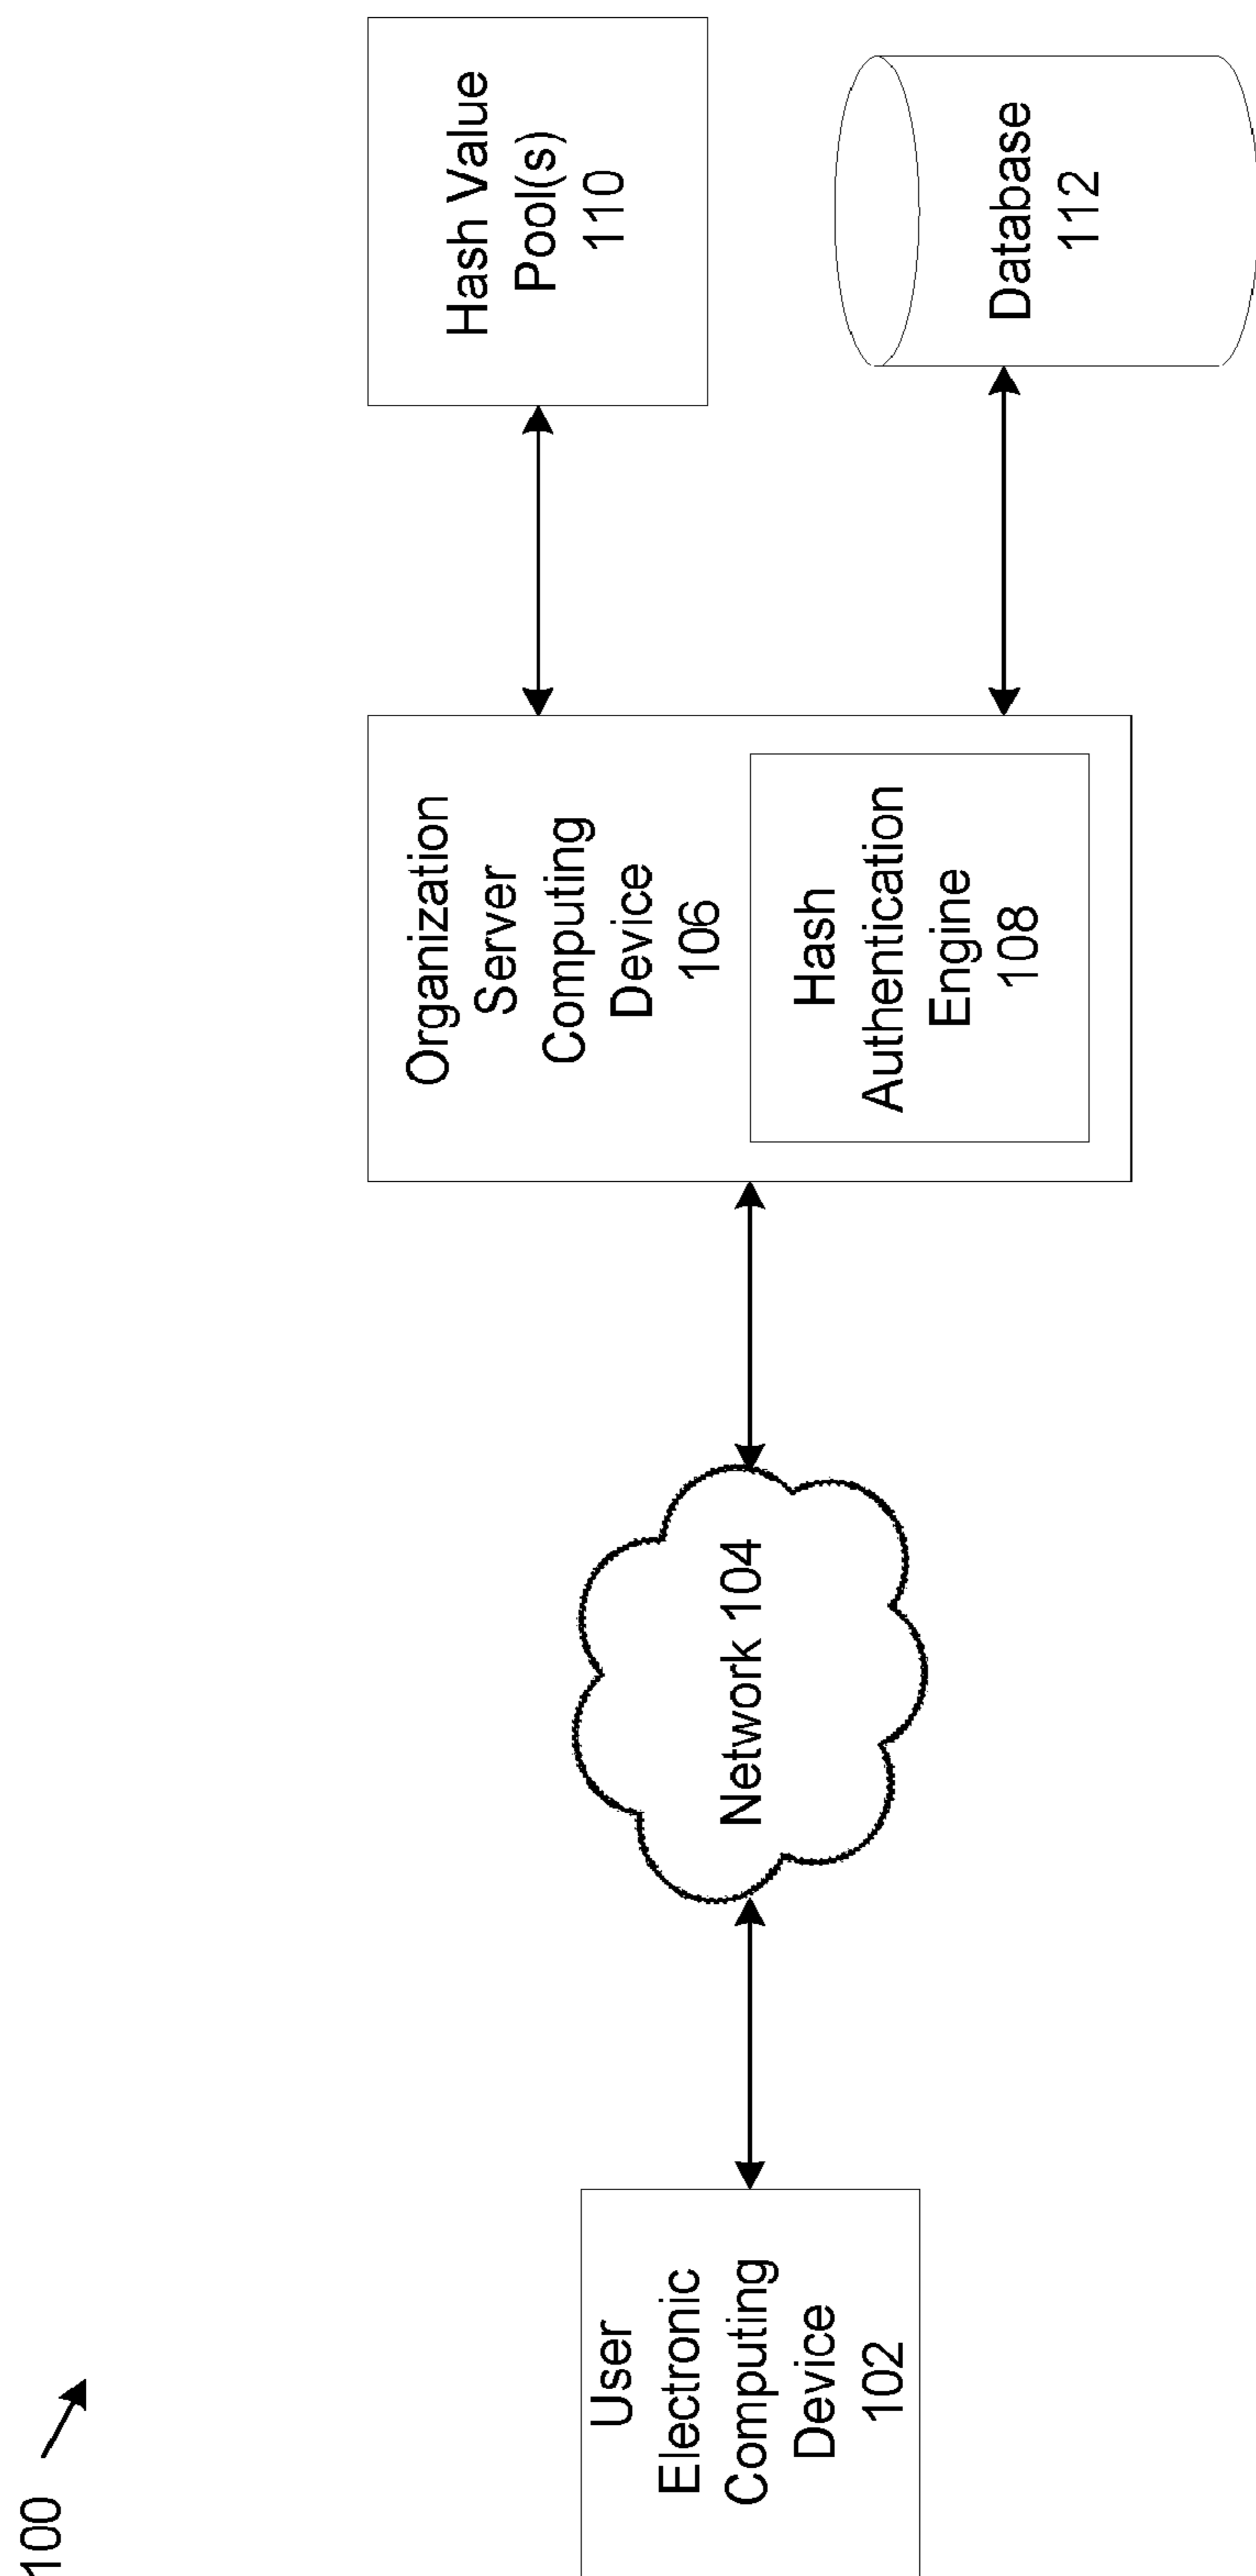 100
User
Electronic
Computing
Device
102
Network 104
Organization
Server
Computing
Device
106
Hash
Authentication
Engine
108
Hash Value
Pool(s)
110
Database
112